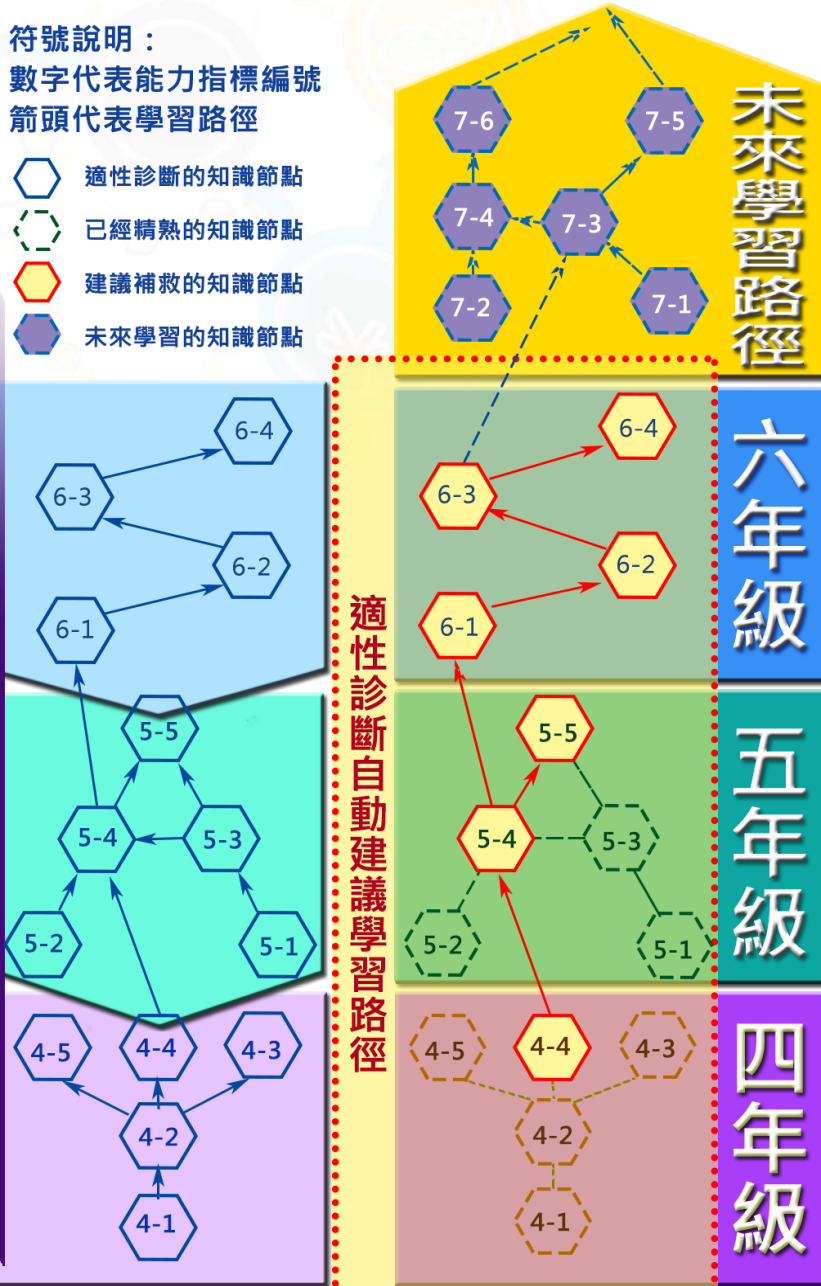 符號說明：
數字代表能力指標編號
箭頭代表學習路徑
適性診斷的知識節點
已經精熟的知識節點
建議補救的知識節點
未來學習的知識節點
7-6
7-5
7-4
7-3
7-2
7-1
未來學習路徑
6-4
6-3
6-2
6-1
5-5
5-4
5-3
5-2
5-1
4-5
4-4
4-3
4-2
4-1
適性診斷自動建議學習路徑
6-4
6-3
6-2
6-1
六年級
5-5
5-4
5-3
5-2
5-1
五年級
4-5
4-4
4-3
4-2
4-1
四年級